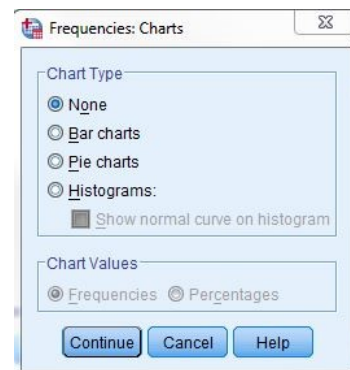 Frequencies: Charts
Chart Type
None
Bar charts
Pie charts
Histograms:
Show normal curve on histogram
Chart Values
Frequencies Percentages
Continue Cancel Help